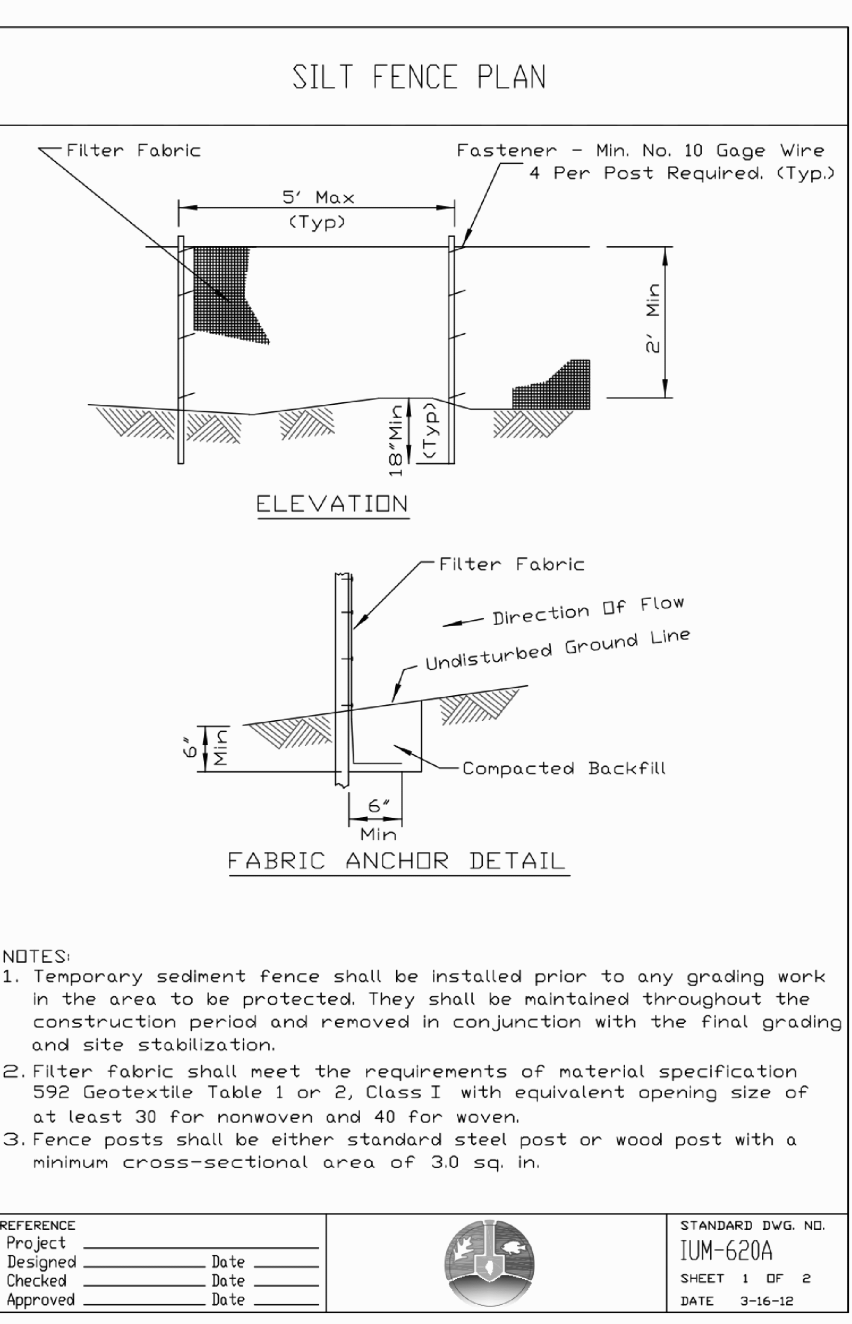 SILT FENCE PLAN
Filter Fabric
Fastener - Min. No. 10 Gage Wire
4 Per Post Required. (Typ.)
5' Max
(Typ)
2' Min
18"Min
(Typ)
ELEVATION
Filter Fabric
Direction Of Flow
Undisturbed Ground Line
6"
Min
Compacted Backfill
6"
Min
FABRIC ANCHOR DETAIL
NOTES:
1. Temporary sediment fence shall be installed prior to any grading work
in the area to be protected. They shall be maintained throughout the
construction period and removed in conjunction with the final grading
and site stabilization.
2. Filter fabric shall meet the requirements of material specification
592 Geotextile Table 1 or 2, Class I with equivalent opening size of
at least 30 for nonwoven and 40 for woven.
3. Fence posts shall be either standard steel post or wood post with a
minimum cross-sectional area of 3.0 sq. in.
REFERENCE
Project
Designed Date
Checked Date
Approved Date
STANDARD DWG. NO.
IUM-620A
SHEET 1 OF 2
DATE 3-16-12